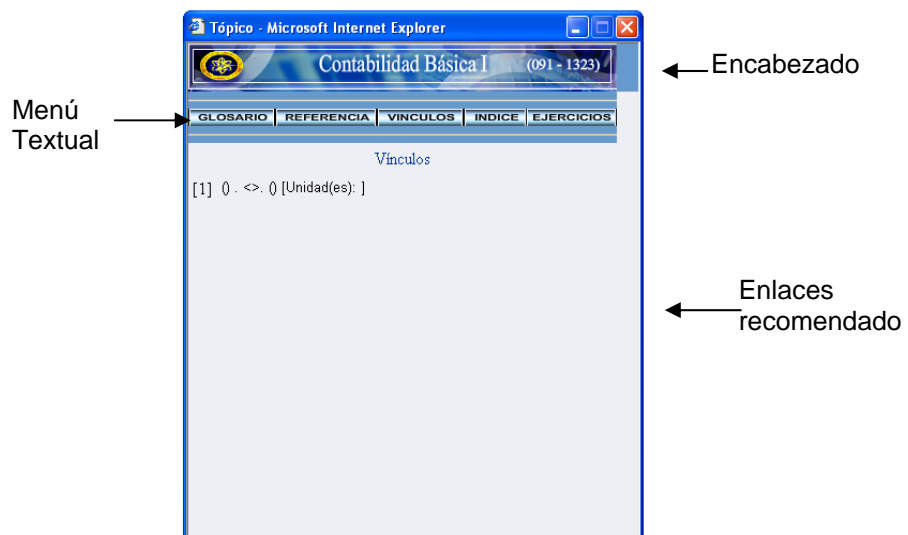 Tópico - Microsoft Internet Explorer
Contabilidad Básica I (091 - 1323)
Encabezado
Menú
Textual
GLOSARIO REFERENCIA VINCULOS INDICE EJERCICIOS
Vínculos
[1] () . <>. () [Unidad(es): ]
Enlaces
recomendado